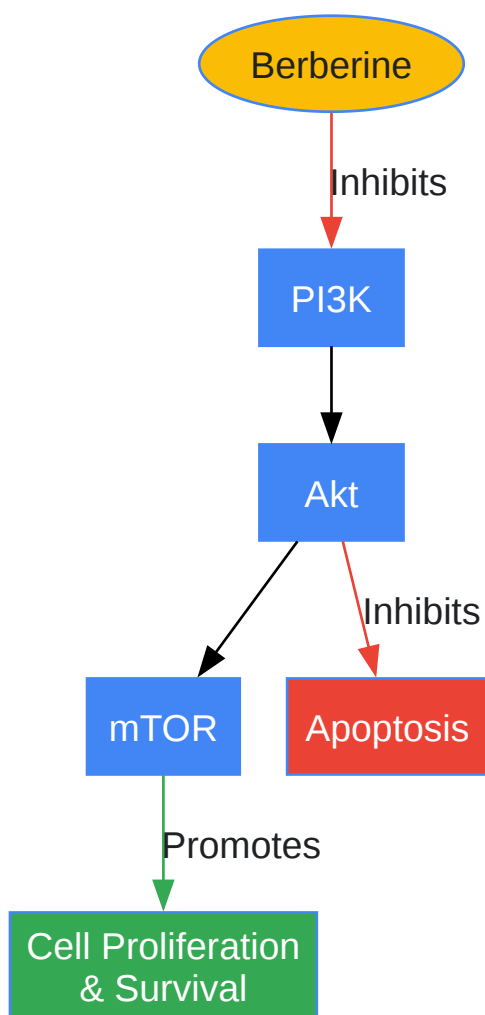 Berberine
Inhibits
PI3K
Akt
Inhibits
mTOR
Apoptosis
Promotes
Cell Proliferation
& Survival